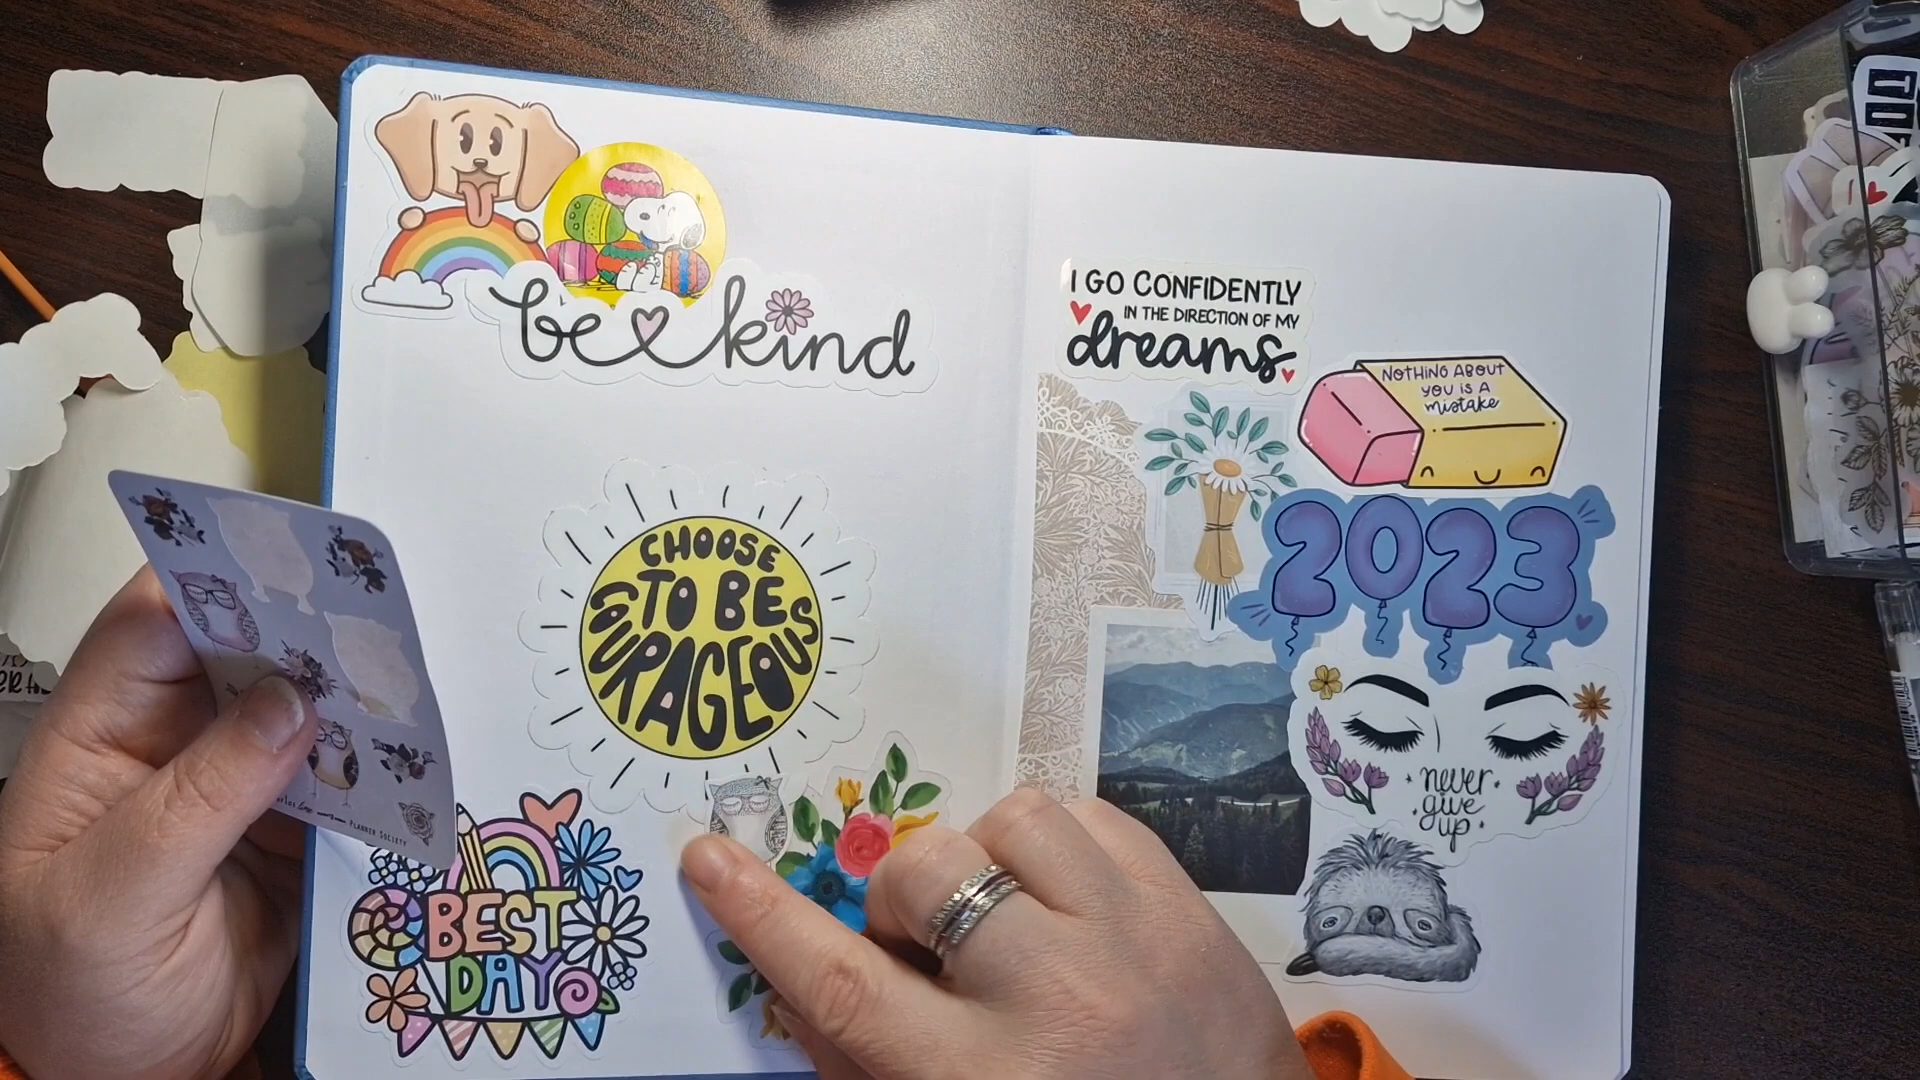 be kind
CHOOSE
TO BE
COURAGEOUS
BEST
DAY
PLANNER SOCIETY
I GO CONFIDENTLY
IN THE DIRECTION OF MY
dreams
NOTHING ABOUT
YOU IS A
mistake
2023
never
give
up